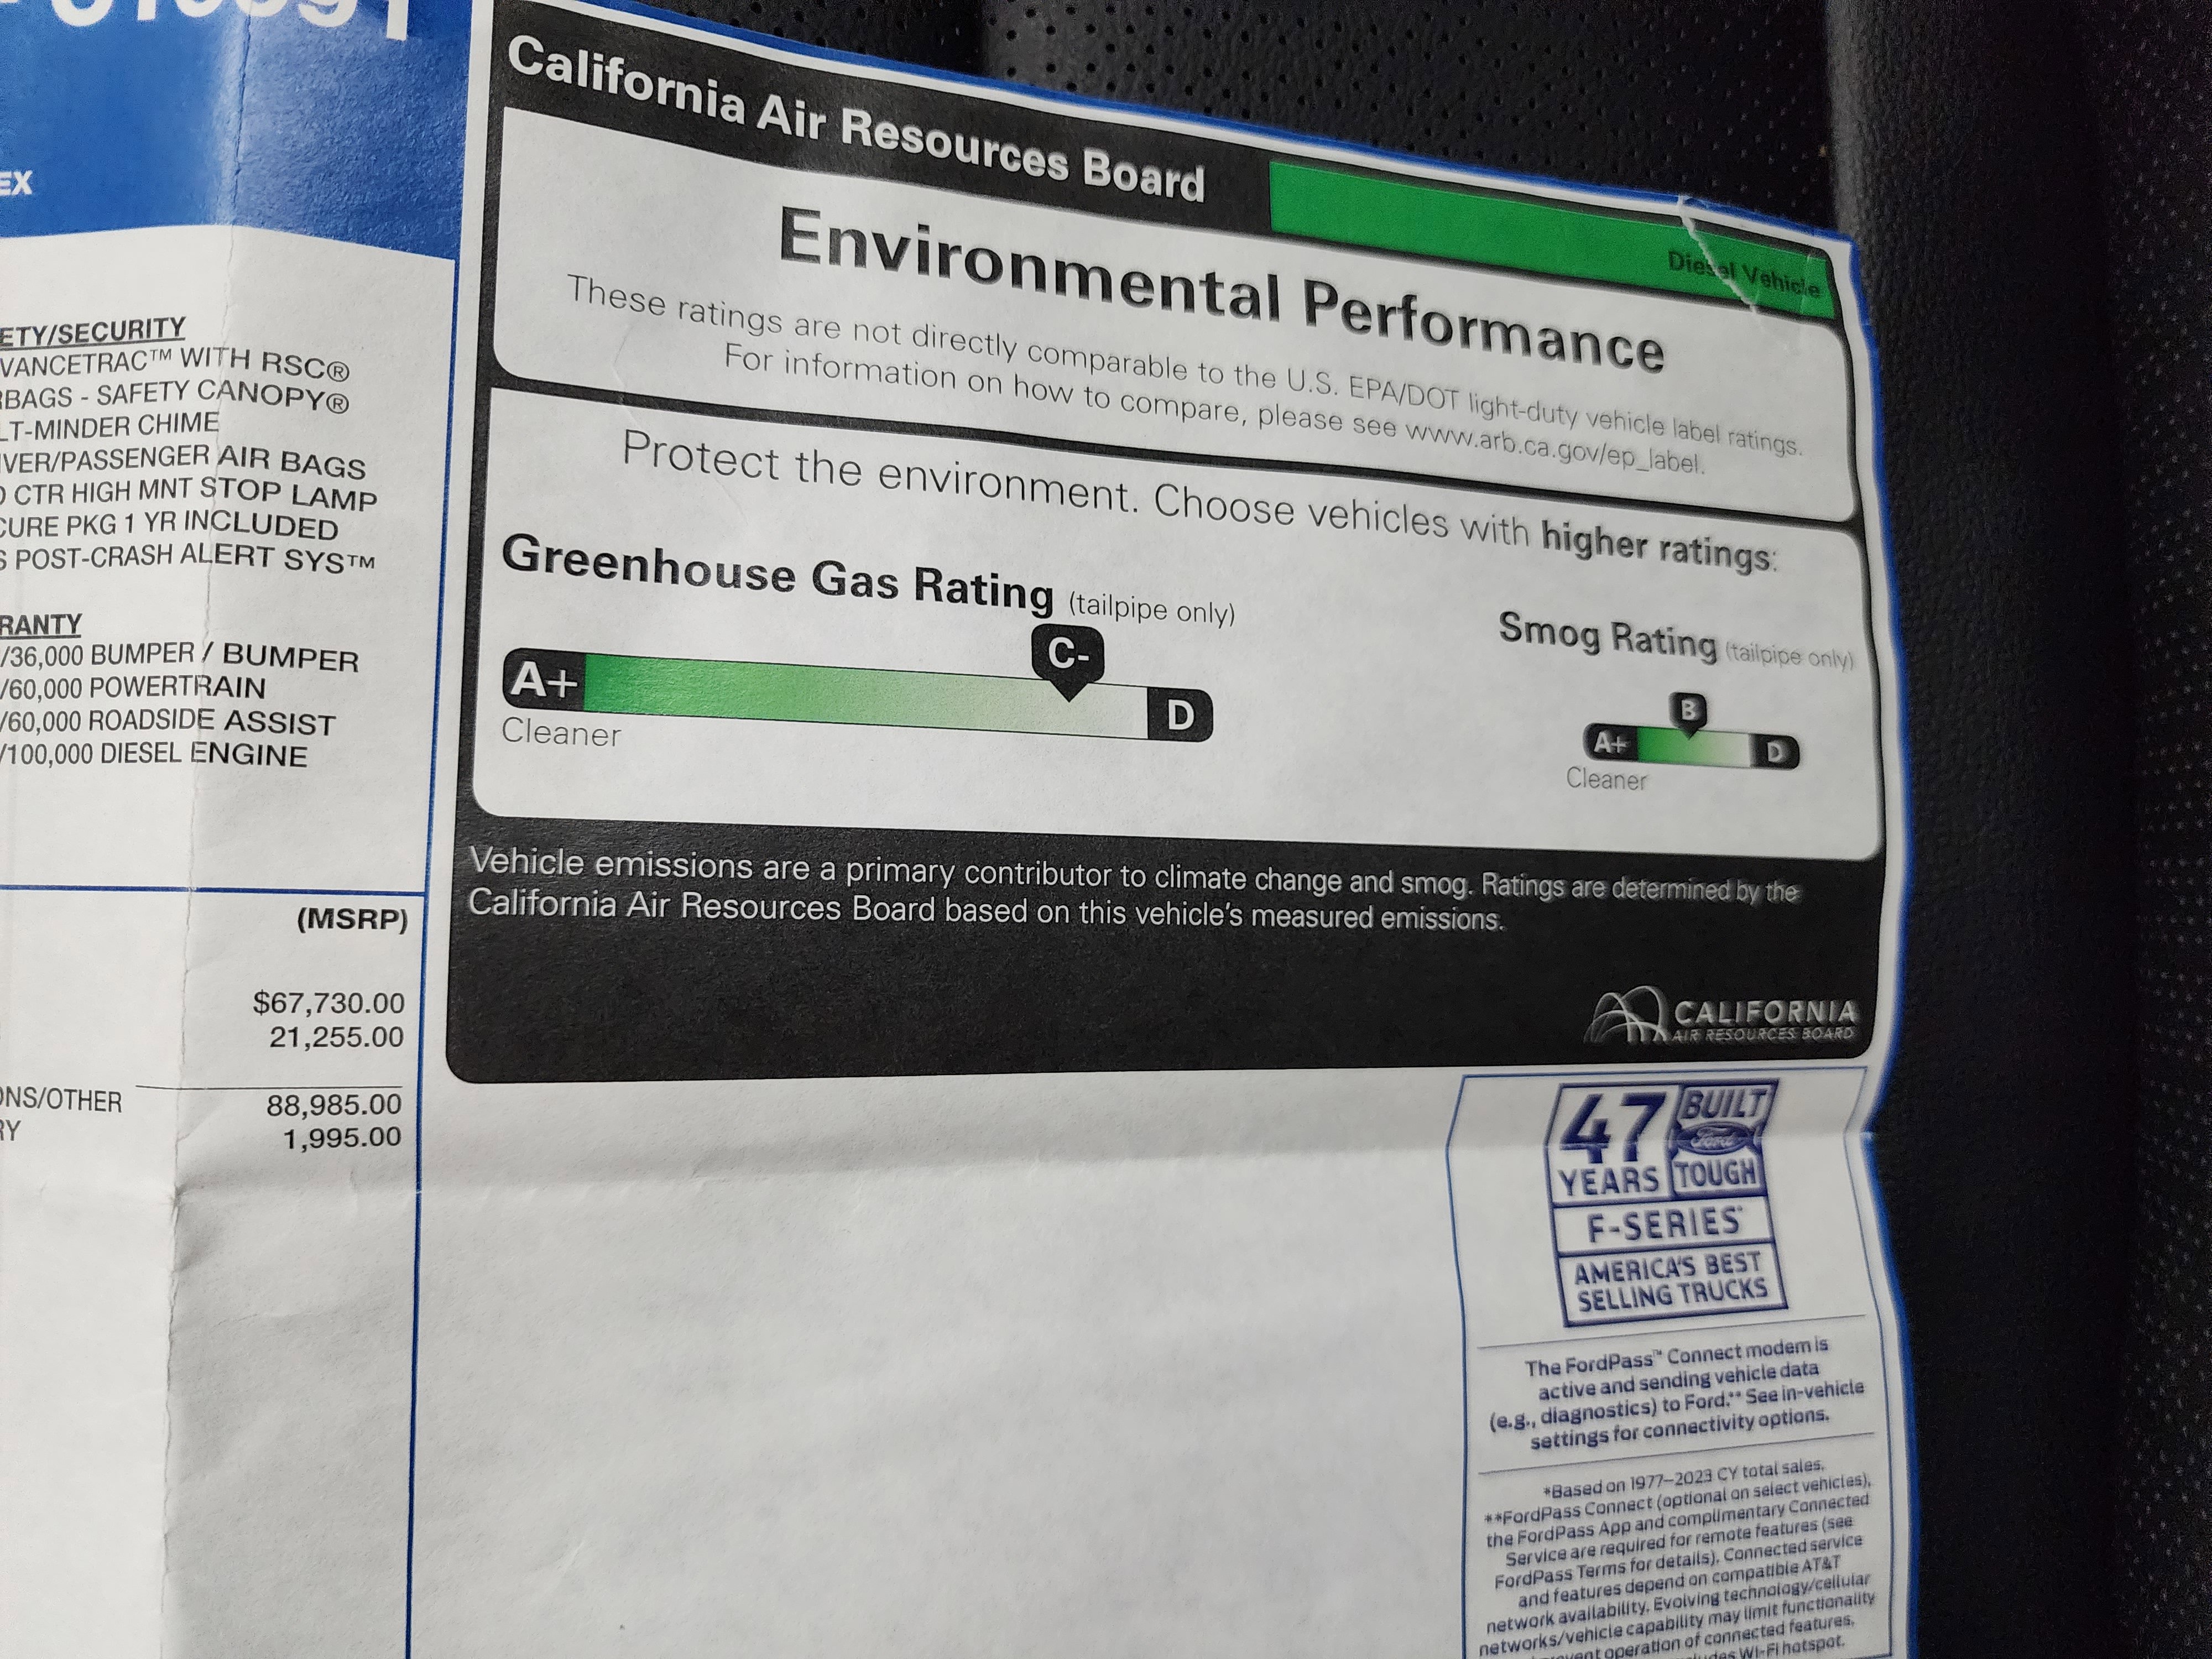 EX
ETY/SECURITY
VANCETRAC™ WITH RSC®
BAGS - SAFETY CANOPY®
LT-MINDER CHIME
VER/PASSENGER AIR BAGS
CTR HIGH MNT STOP LAMP
CURE PKG 1 YR INCLUDED
S POST-CRASH ALERT SYS™
RANTY
/36,000 BUMPER / BUMPER
/60,000 POWERTRAIN
/60,000 ROADSIDE ASSIST
/100,000 DIESEL ENGINE
(MSRP)
$67,730.00
21,255.00
ONS/OTHER 88,985.00
RY 1,995.00
California Air Resources Board
Diesel Vehicle
Environmental Performance
These ratings are not directly comparable to the U.S. EPA/DOT light-duty vehicle label ratings.
For information on how to compare, please see www.arb.ca.gov/ep_label.
Protect the environment. Choose vehicles with higher ratings:
Greenhouse Gas Rating (tailpipe only)
C-
A+
D
Cleaner
Smog Rating (tailpipe only)
B
A+
D
Cleaner
Vehicle emissions are a primary contributor to climate change and smog. Ratings are determined by the
California Air Resources Board based on this vehicle's measured emissions.
CALIFORNIA
AIR RESOURCES BOARD
47
YEARS
BUILT
Ford
TOUGH
F-SERIES*
AMERICA'S BEST
SELLING TRUCKS
The FordPass™ Connect modem is
active and sending vehicle data
(e.g., diagnostics) to Ford.** See in-vehicle
settings for connectivity options.
*Based on 1977–2023 CY total sales.
**FordPass Connect (optional on select vehicles),
the FordPass App and complimentary Connected
Service are required for remote features (see
FordPass Terms for details). Connected service
and features depend on compatible AT&T
network availability. Evolving technology/cellular
networks/vehicle capability may limit functionality
operation of connected features.
Wi-Fi hotspot.